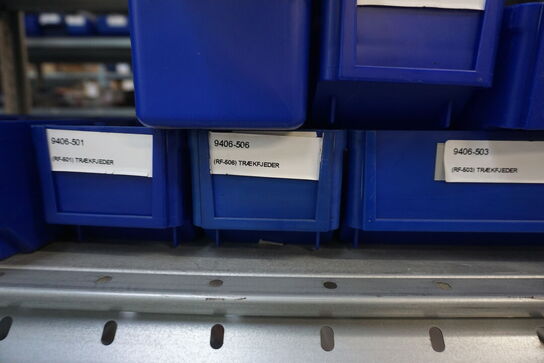 9406-501
(RF-501) TRÆKFJEDER
9406-506
(RF-506) TRÆKFJEDER
9406-503
(RF-503) TRÆKFJEDER